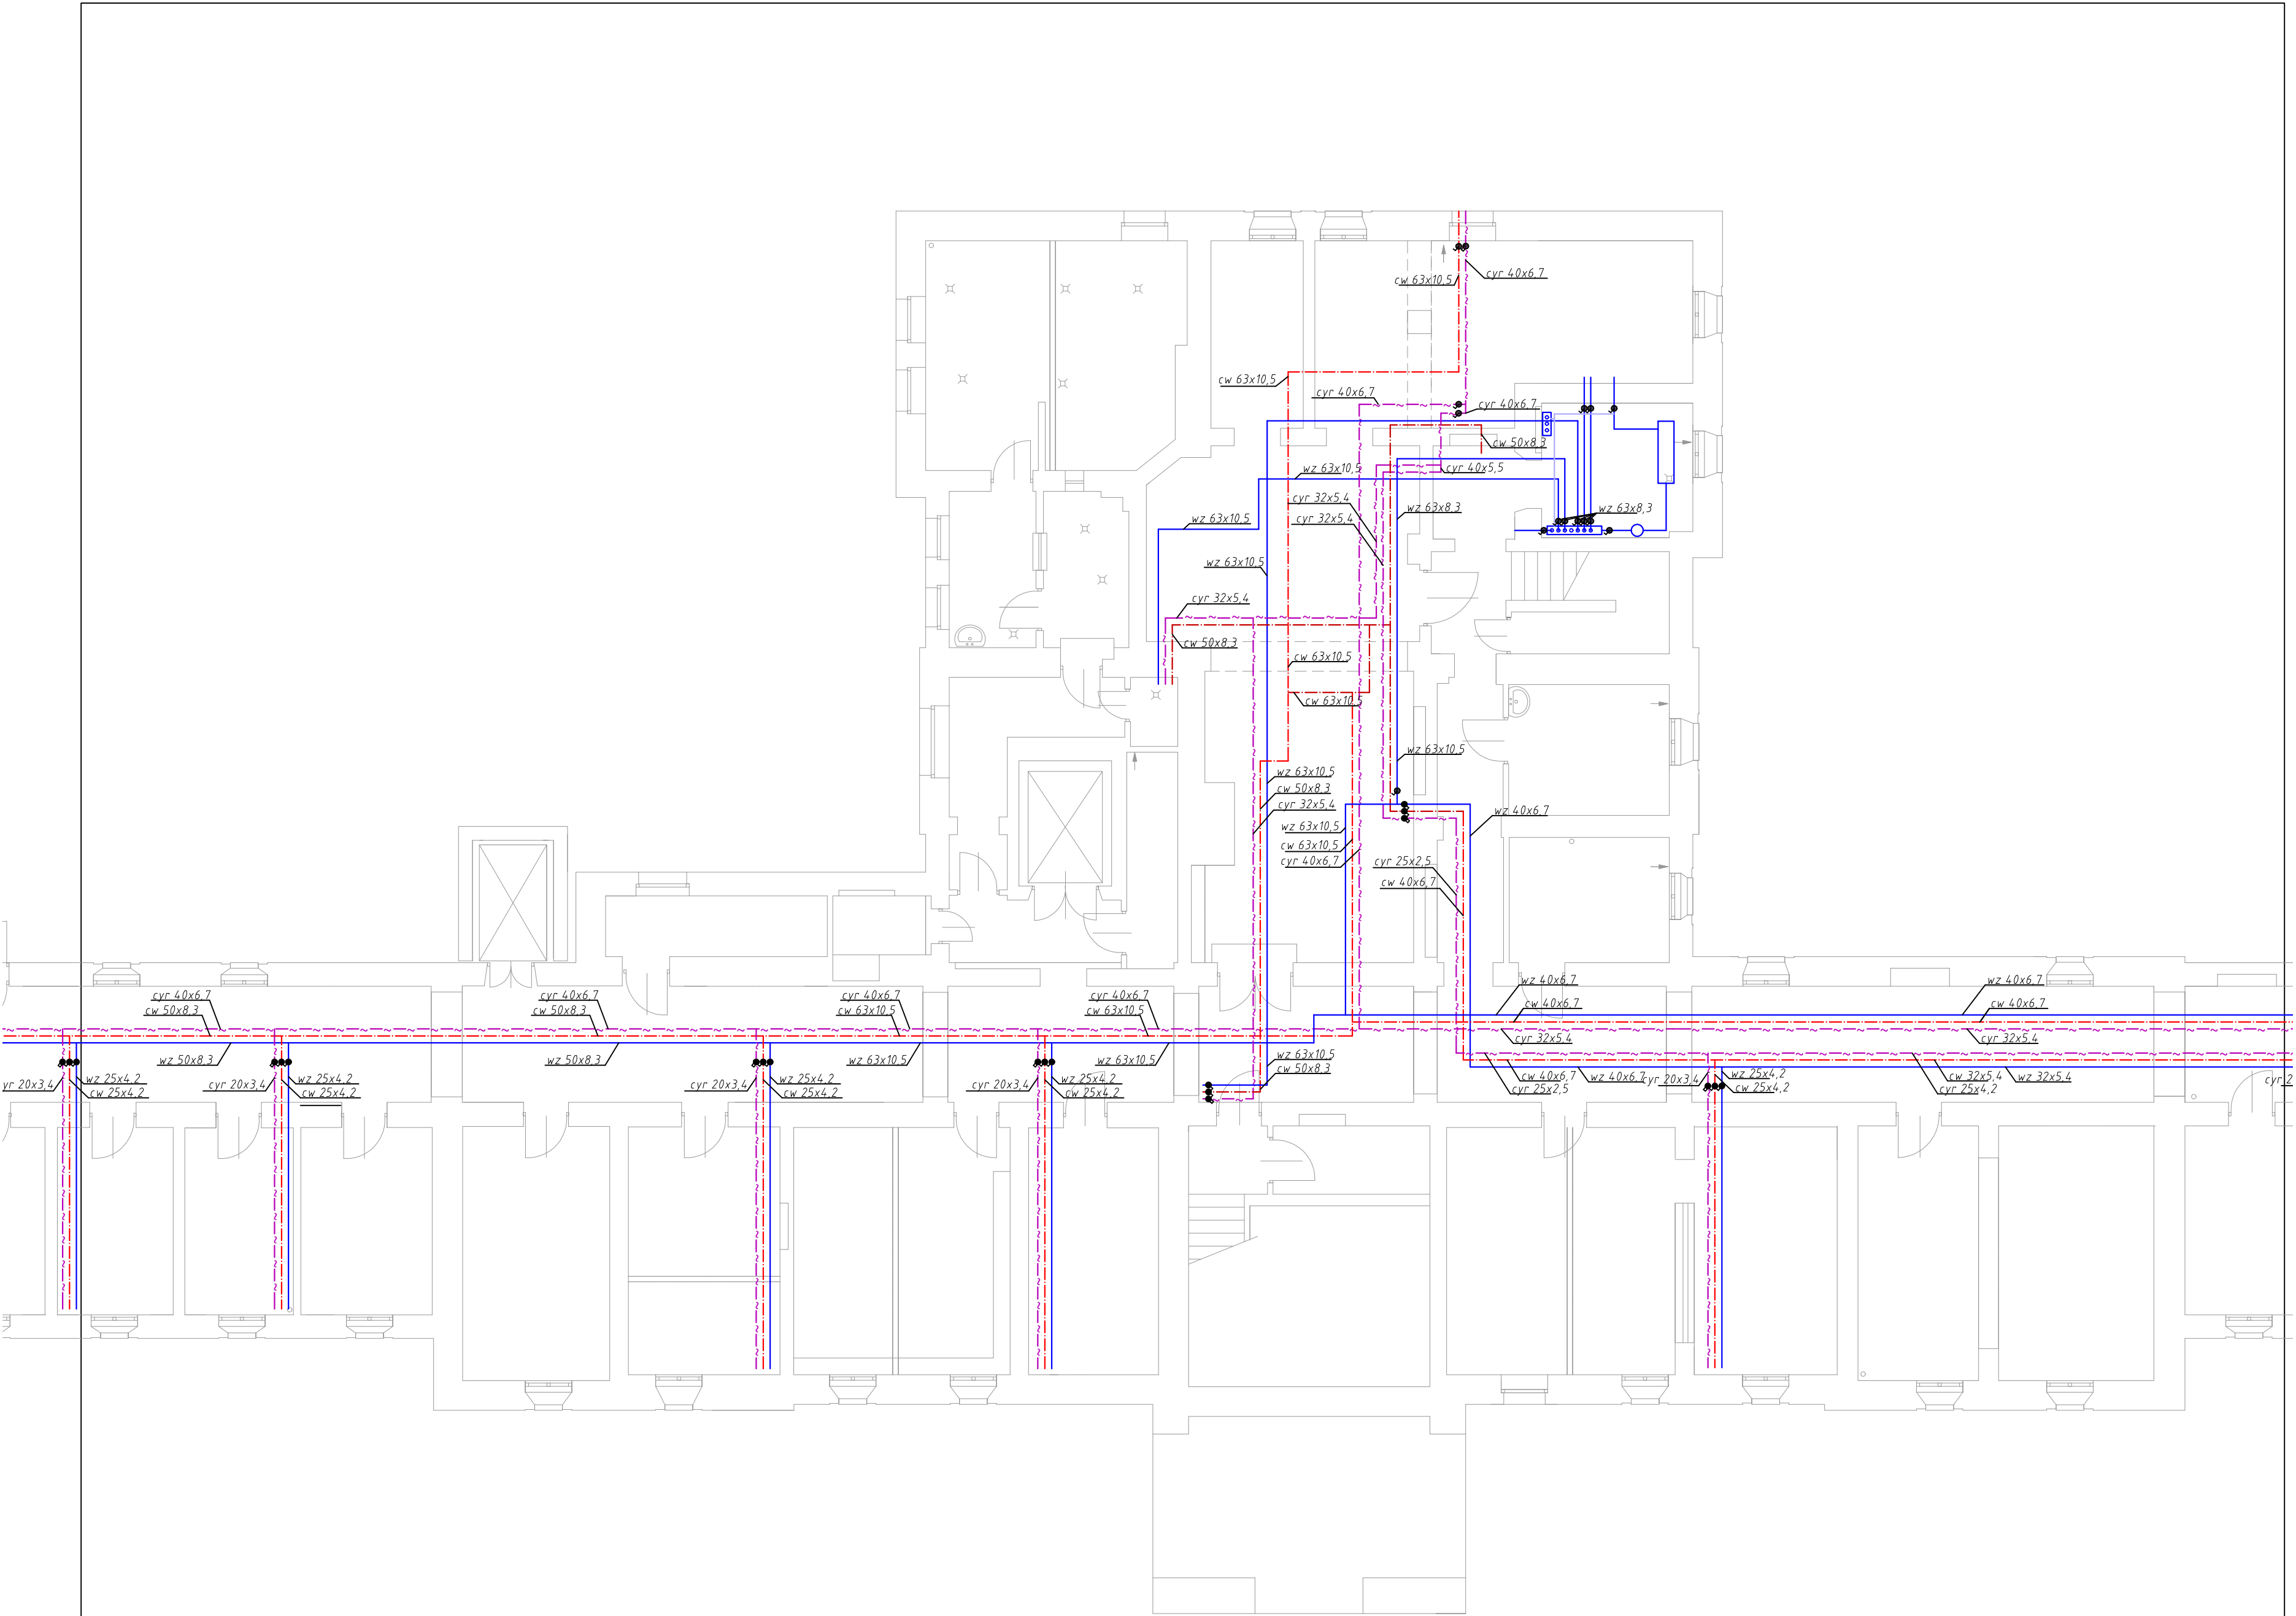 cyr 40x6,7
cw 63x10,5
cw 63x10,5
cyr 40x6,7
cyr 40x6,7
cw 50x8,3
wz 63x10,5
cyr 40x5,5
cyr 32x5,4
wz 63x8,3
wz 63x8,3
wz 63x10,5
cyr 32x5,4
wz 63x10,5
cyr 32x5,4
cw 50x8,3
cw 63x10,5
cw 63x10,5
wz 63x10,5
wz 63x10,5
cw 50x8,3
cyr 32x5,4
wz 40x6,7
wz 63x10,5
cw 63x10,5
cyr 40x6,7
cyr 25x2,5
cw 40x6,7
wz 40x6,7
wz 40x6,7
cyr 40x6,7
cyr 40x6,7
cyr 40x6,7
cyr 40x6,7
cw 40x6,7
cw 40x6,7
cw 50x8,3
cw 50x8,3
cw 63x10,5
cw 63x10,5
cyr 32x5,4
cyr 32x5,4
wz 50x8,3
wz 50x8,3
wz 63x10,5
wz 63x10,5
wz 63x10,5
cw 50x8,3
yr 20x3,4
wz 25x4,2
cw 25x4,2
cyr 20x3,4
wz 25x4,2
cw 25x4,2
cyr 20x3,4
wz 25x4,2
cw 25x4,2
cyr 20x3,4
wz 25x4,2
cw 25x4,2
cw 40x6,7
cyr 25x2,5
wz 40x6,7
cyr 20x3,4
wz 25x4,2
cw 25x4,2
cw 32x5,4
cyr 25x4,2
wz 32x5,4
cyr 2